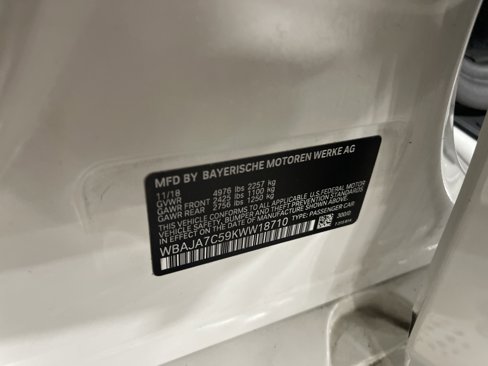 MFD BY BAYERISCHE MOTOREN WERKE AG
11/18
GVWR 4976 lbs 2257 kg
GAWR FRONT 2425 lbs 1100 kg
GAWR REAR 2756 lbs 1250 kg
THIS VEHICLE CONFORMS TO ALL APPLICABLE U.S. FEDERAL MOTOR
VEHICLE SAFETY, BUMPER AND THEFT PREVENTION STANDARDS
IN EFFECT ON THE DATE OF MANUFACTURE SHOWN ABOVE.
WBAJA7C59KWW18710 TYPE: PASSENGER CAR
300/0